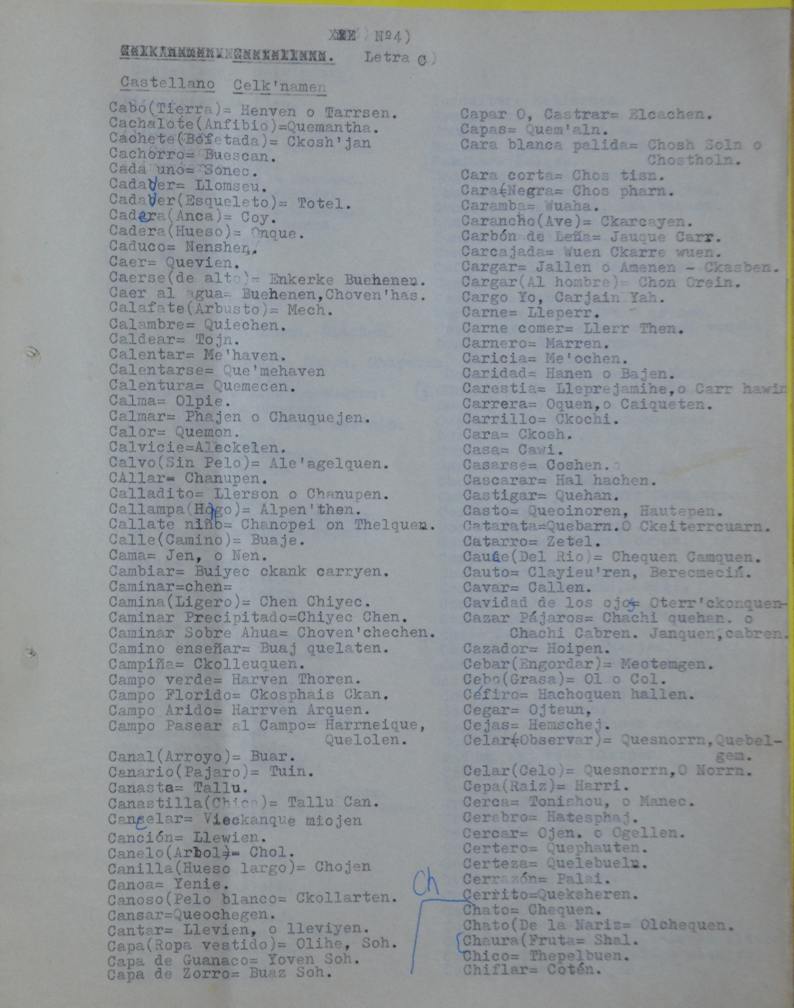 Nº4)
Letra C)
Castellano Celk'namen
Cabo(Tierra)= Henven o Tarrsen.
Cachalote(Anfibio)=Quemantha.
Cachete(Bofetada)= Ckosh'jan
Cachorro= Buescan.
Cada uno= Sonec.
Cadaver= Llomseu.
Cadaver(Esqueleto)= Totel.
Cadera(Anca)= Coy.
Cadera(Hueso)= Onque.
Caduco= Nenshen.
Caer= Quevien.
Caerse(de alto)= Enkerke Buehenen.
Caer al agua= Buehenen,Choven'has.
Calafate(Arbusto)= Mech.
Calambre= Quiechen.
Caldear= Tojn.
Calentar= Me'haven.
Calentarse= Que'mehaven
Calentura= Quemecen.
Calma= Olpie.
Calmar= Phajen o Chauquejen.
Calor= Quemon.
Calvicie=Aleckelen.
Calvo(Sin Pelo)= Ale'agelquen.
CAllar= Chanupen.
Calladito= Llerson o Chanupen.
Callampa(Hogo)= Alpen'then.
Callate niño= Chanopei on Thelquen.
Calle(Camino)= Buaje.
Cama= Jen, o Nen.
Cambiar= Buiyec ckank carryen.
Caminar=chen=
Camina(Ligero)= Chen Chiyec.
Caminar Precipitado=Chiyec Chen.
Caminar Sobre Ahua= Choven'chechen.
Camino enseñar= Buaj quelaten.
Campiña= Ckolleuquen.
Campo verde= Harven Thoren.
Campo Florido= Ckosphais Ckan.
Campo Arido= Harrven Arquen.
Campo Pasear al Campo= Harrneique,
Quelolen.
Canal(Arroyo)= Buar.
Canario(Pajaro)= Tuin.
Canasta= Tallu.
Canastilla(Chica)= Tallu Can.
Cancelar= Vieckanque miojen
Canción= Llewien.
Canelo(Arbol)= Chol.
Canilla(Hueso largo)= Chojen
Canoa= Yenie.
Canoso(Pelo blanco= Ckollarten.
Cansar=Queochegen.
Cantar= Llevien, o lleviyen.
Capa(Ropa vestido)= Olihe, Soh.
Capa de Guanaco= Yoven Soh.
Capa de Zorro= Buaz Soh.
Capar O, Castrar= Elcachen.
Capas= Quem'aln.
Cara blanca palida= Chosh Soln o
Chostholn.
Cara corta= Chos tisn.
Cara(Negra= Chos pharn.
Caramba= Wuaha.
Carancho(Ave)= Ckarcayen.
Carbón de Leña= Jauque Carr.
Carcajada= Wuen Ckarre wuen.
Cargar= Jallen o Amenen - Ckasben.
Cargar(Al hombre)= Chon Orein.
Cargo Yo, Carjain Yah.
Carne= Lleperr.
Carne comer= Llerr Then.
Carnero= Marren.
Caricia= Me'ochen.
Caridad= Hanen o Bajen.
Carestia= Lleprejamihe,o Carr hawin
Carrera= Oquen,o Caiqueten.
Carrillo= Ckochi.
Cara= Ckosh.
Casa= Cawi.
Casarse= Coshen.
Cascarar= Hal hachen.
Castigar= Quehan.
Casto= Queoinoren, Hautepen.
Catarata=Quebarn.O Ckeiterrcuarn.
Catarro= Zetel.
Cauce(Del Rio)= Chequen Camquen.
Cauto= Clayieu'ren, Berecmeciñ.
Cavar= Callen.
Cavidad de los ojos= Oterr'ckonquen-
Cazar Pájaros= Chachi quehan. o
Chachi Cabren. Janquen,cabren.
Cazador= Hoipen.
Cebar(Engordar)= Meotemgen.
Cebo(Grasa)= Ol o Col.
Céfiro= Hachoquen hallen.
Cegar= Ojteun,
Cejas= Hemschej.
Celar(Observar)= Quesnorrn,Quebel-
gem.
Celar(Celo)= Quesnorrn,O Norrn.
Cepa(Raiz)= Harri.
Cerca= Tonishou, o Manec.
Cerebro= Hatesphaj.
Cercar= Ojen. o Ogellen.
Certero= Quephauten.
Certeza= Quelebueln.
Cerrazón= Palai.
Ch
Cerrito=Queksheren.
Chato= Chequen.
Chato(De la Nariz= Olchequen.
Chaura(Fruta= Shal.
Chico= Thepelbuen.
Chiflar= Cotén.